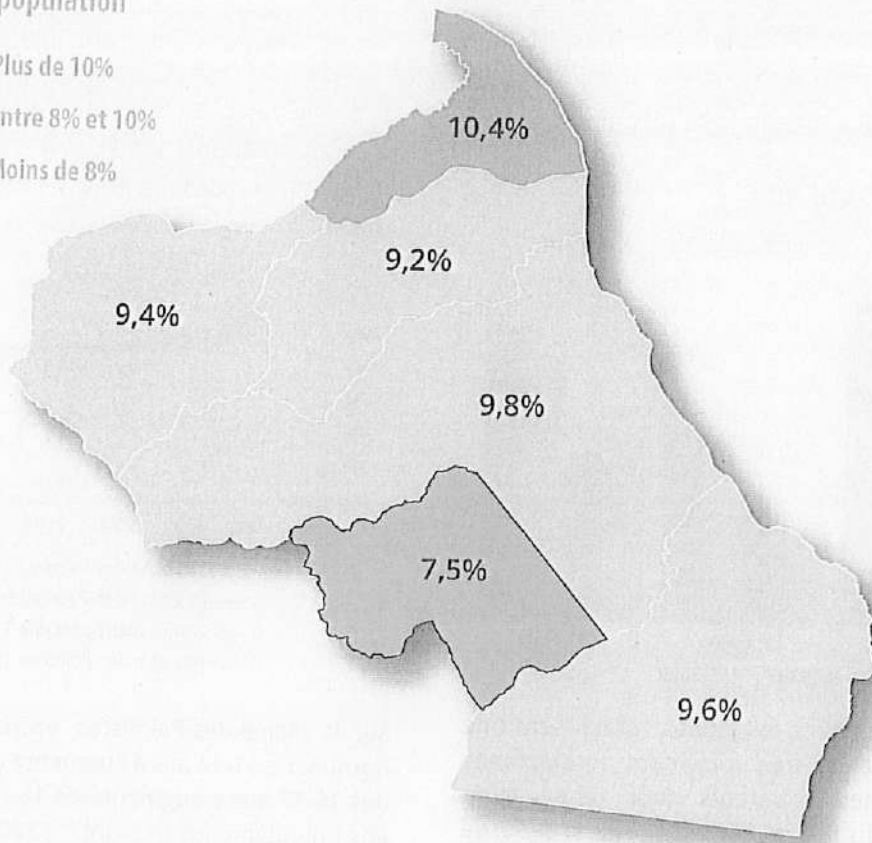 population
Plus de 10%
ntre 8% et 10%
Moins de 8%
10,4%
9,2%
9,4%
9,8%
7,5%
9,6%